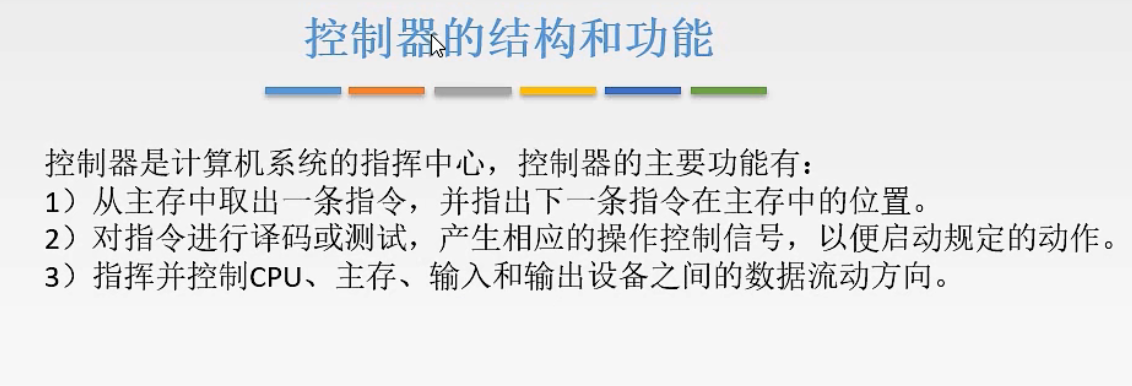 控制器的结构和功能
控制器是计算机系统的指挥中心，控制器的主要功能有：
1）从主存中取出一条指令，并指出下一条指令在主存中的位置。
2）对指令进行译码或测试，产生相应的操作控制信号，以便启动规定的动作。
3）指挥并控制CPU、主存、输入和输出设备之间的数据流动方向。